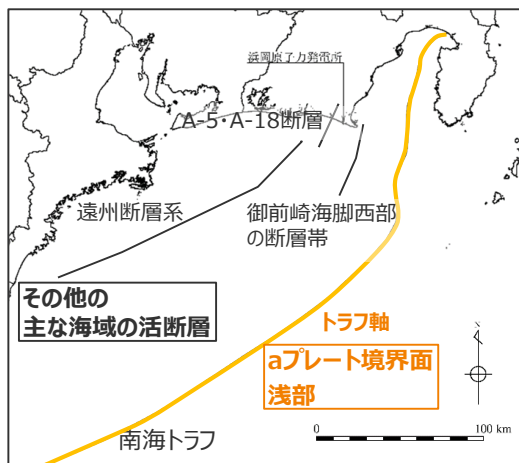 浜岡原子力発電所
A-5・A-18断層
遠州断層系
御前崎海脚西部
の断層帯
その他の
主な海域の活断層
トラフ軸
aプレート境界面
浅部
南海トラフ
N
0
100 km